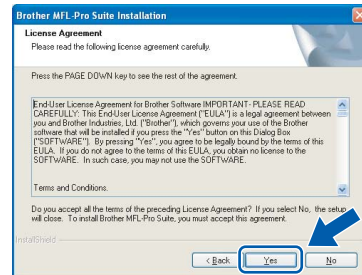 Brother MFL-Pro Suite Installation
License Agreement
Please read the following license agreement carefully.
Press the PAGE DOWN key to see the rest of the agreement.
End-User License Agreement for Brother Software IMPORTANT- PLEASE READ
CAREFULLY: This End-User License Agreement ("EULA") is a legal agreement between
you and Brother Industries, Ltd. ("Brother"), which governs your use of the Brother
software that will be installed if you press the "Yes" button on this Dialog Box
("SOFTWARE"). By pressing "Yes", you agree to be legally bound by the terms of this
EULA. If you do not agree to the terms of this EULA, you obtain no license to the
SOFTWARE. In such case, you may not use the SOFTWARE.
Terms and Conditions.
Do you accept all the terms of the preceding License Agreement? If you select No, the setup
will close. To install Brother MFL-Pro Suite, you must accept this agreement.
InstallShield
< Back Yes No